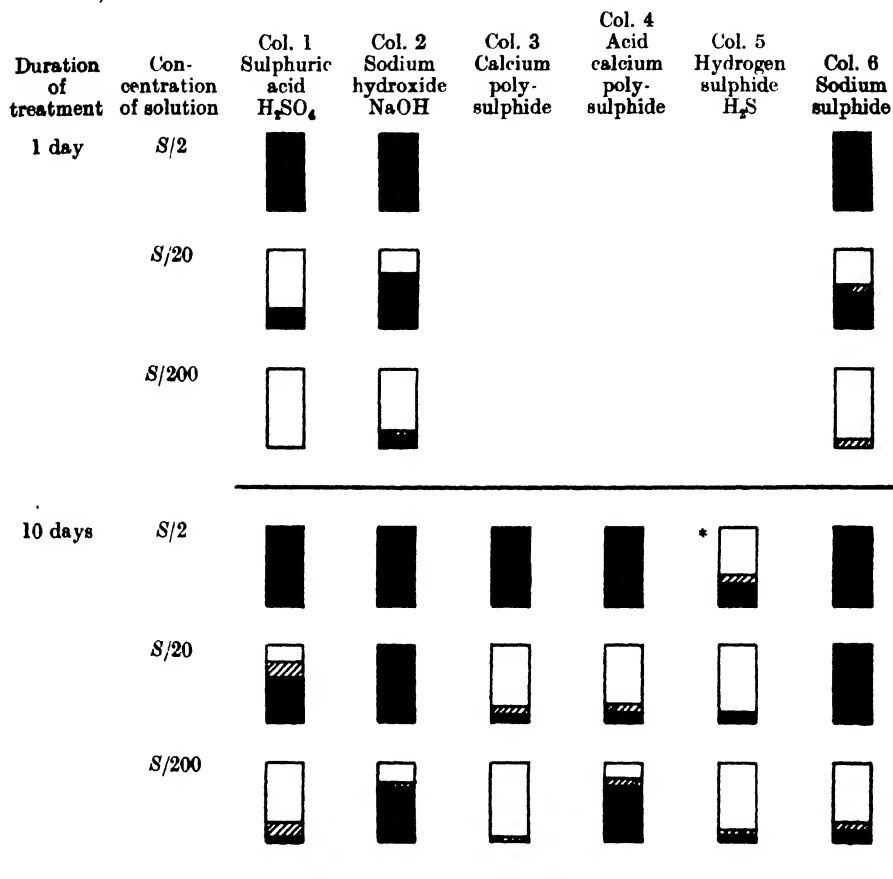 Duration of treatment
Concentration of solution
Col. 1 Sulphuric acid H₂SO₄
Col. 2 Sodium hydroxide NaOH
Col. 3 Calcium poly-sulphide
Col. 4 Acid calcium poly-sulphide
Col. 5 Hydrogen sulphide H₂S
Col. 6 Sodium sulphide
1 day S/2
S/20
S/200
10 days S/2 *
S/20
S/200